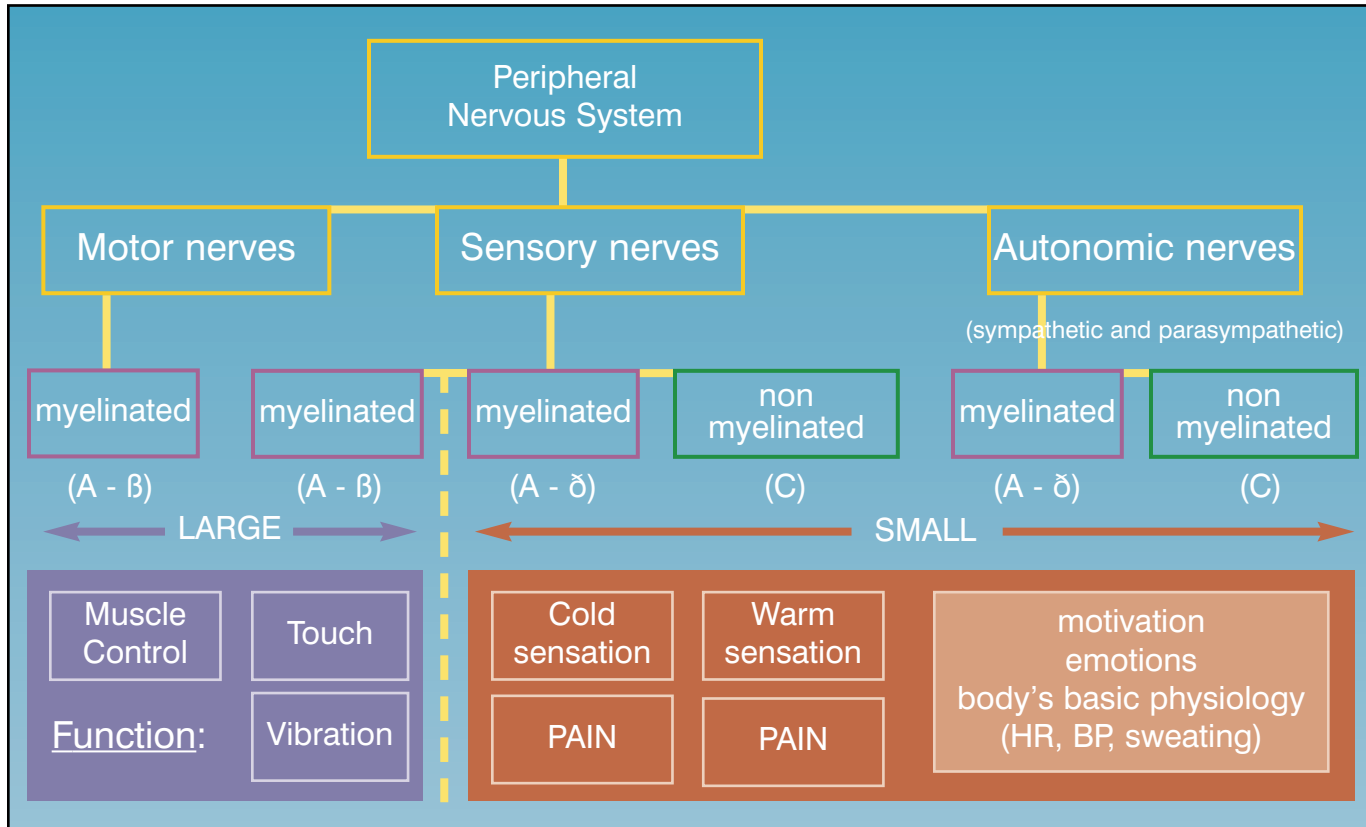 Peripheral
Nervous System
Motor nerves
Sensory nerves
Autonomic nerves
(sympathetic and parasympathetic)
myelinated
myelinated
myelinated
non
myelinated
myelinated
non
myelinated
(A - ß)
(A - ß)
(A - ð)
(C)
(A - ð)
(C)
LARGE
SMALL
Muscle
Control
Touch
Cold
sensation
Warm
sensation
motivation
emotions
body’s basic physiology
(HR, BP, sweating)
Function:
Vibration
PAIN
PAIN